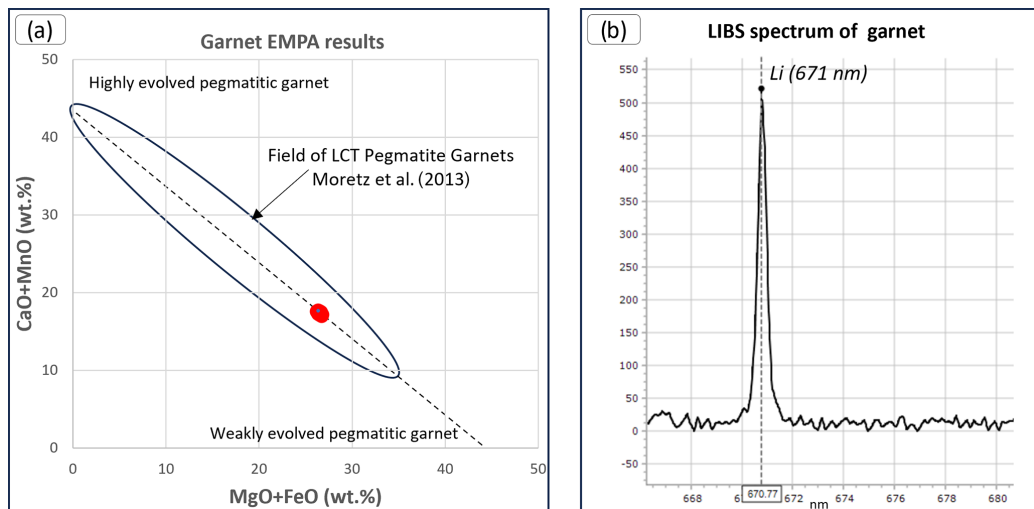 (a)
Garnet EMPA results
50
Highly evolved pegmatitic garnet
40
Field of LCT Pegmatite Garnets
Moretz et al. (2013)
30
20
10
Weakly evolved pegmatitic garnet
0
0 10 20 30 40 50
CaO+MnO (wt.%)
MgO+FeO (wt.%)
(b)
LIBS spectrum of garnet
Li (671 nm)
550
500
450
400
350
300
250
200
150
100
50
0
-50
668 670.77 672 674 676 678 680
nm